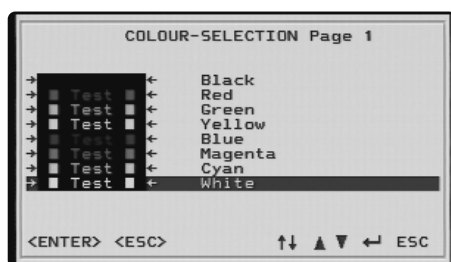 COLOUR-SELECTION Page 1
→ ← Black
→ ■ Test ■ ← Red
→ ■ Test ■ ← Green
→ ■ Test ■ ← Yellow
→ ■ Test ■ ← Blue
→ ■ Test ■ ← Magenta
→ ■ Test ■ ← Cyan
→ ■ Test ■ ← White
<ENTER> <ESC> ↑↓ ▲ ▼ ↵ ESC